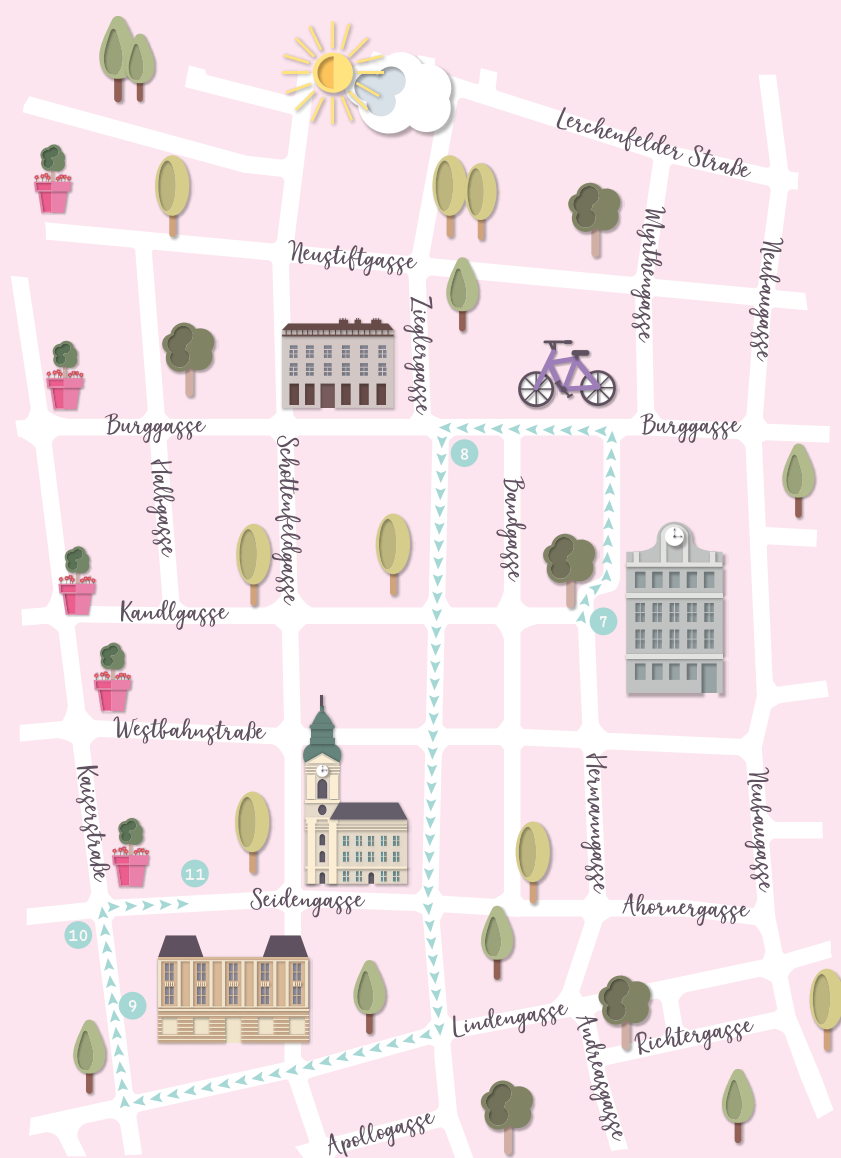 Lerchenfelder Straße
Myrthengasse
Neubaugasse
Neustiftgasse
Zieglergasse
Burggasse
Burggasse
8
Halbgasse
Schottenfeldgasse
Bandgasse
Kandlgasse
7
Westbahnstraße
Kaiserstraße
Hermanngasse
Neubaugasse
11
Seidengasse
Ahornergasse
10
9
Lindengasse
Andreasgasse
Richtergasse
Apollogasse